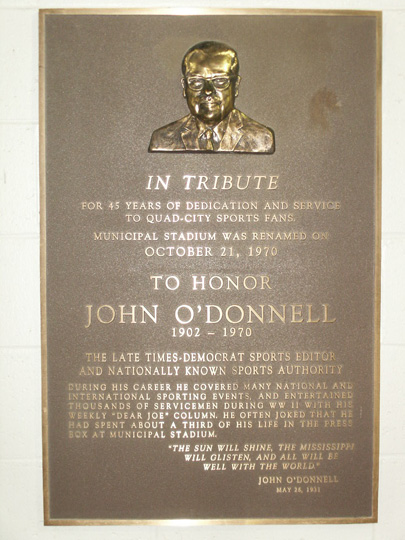 IN TRIBUTE
FOR 45 YEARS OF DEDICATION AND SERVICE
TO QUAD-CITY SPORTS FANS.
MUNICIPAL STADIUM WAS RENAMED ON
OCTOBER 21, 1970
TO HONOR
JOHN O'DONNELL
1902 – 1970
THE LATE TIMES-DEMOCRAT SPORTS EDITOR
AND NATIONALLY KNOWN SPORTS AUTHORITY
DURING HIS CAREER HE COVERED MANY NATIONAL AND
INTERNATIONAL SPORTING EVENTS, AND ENTERTAINED
THOUSANDS OF SERVICEMEN DURING WW II WITH HIS
WEEKLY "DEAR JOE" COLUMN. HE OFTEN JOKED THAT HE
HAD SPENT ABOUT A THIRD OF HIS LIFE IN THE PRESS
BOX AT MUNICIPAL STADIUM.
"THE SUN WILL SHINE, THE MISSISSIPPI
WILL GLISTEN, AND ALL WILL BE
WELL WITH THE WORLD."
JOHN O'DONNELL
MAY 26, 1931